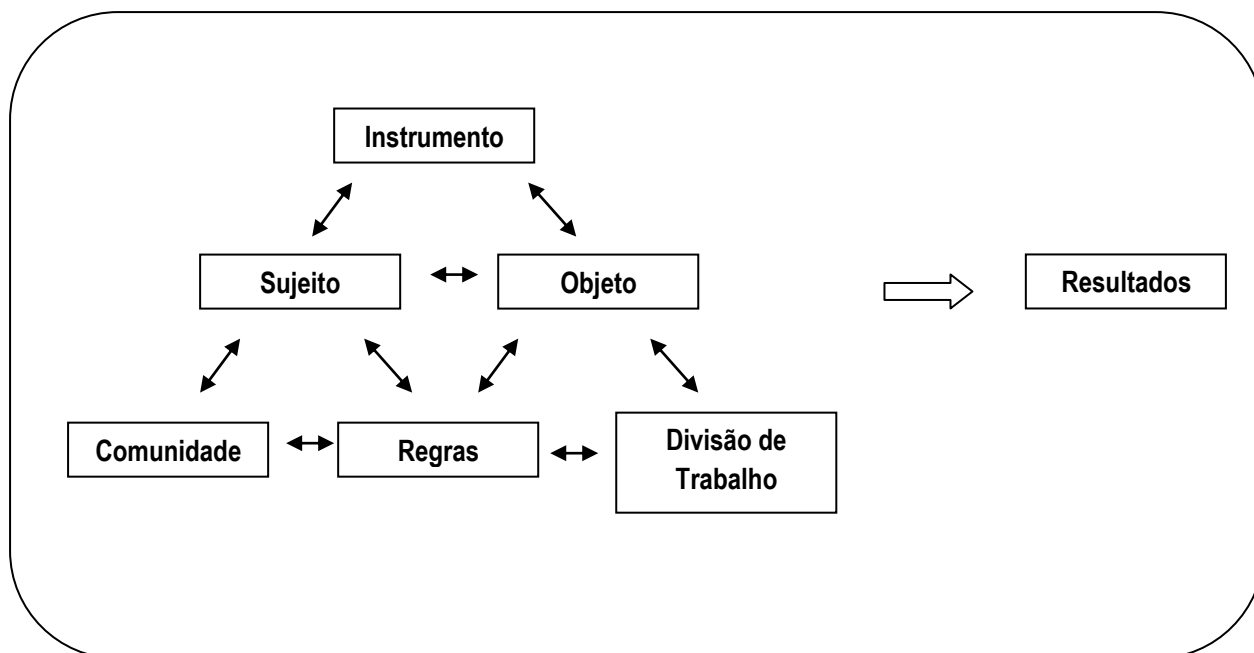 Instrumento
Sujeito
Objeto
Resultados
Comunidade
Regras
Divisão de
Trabalho